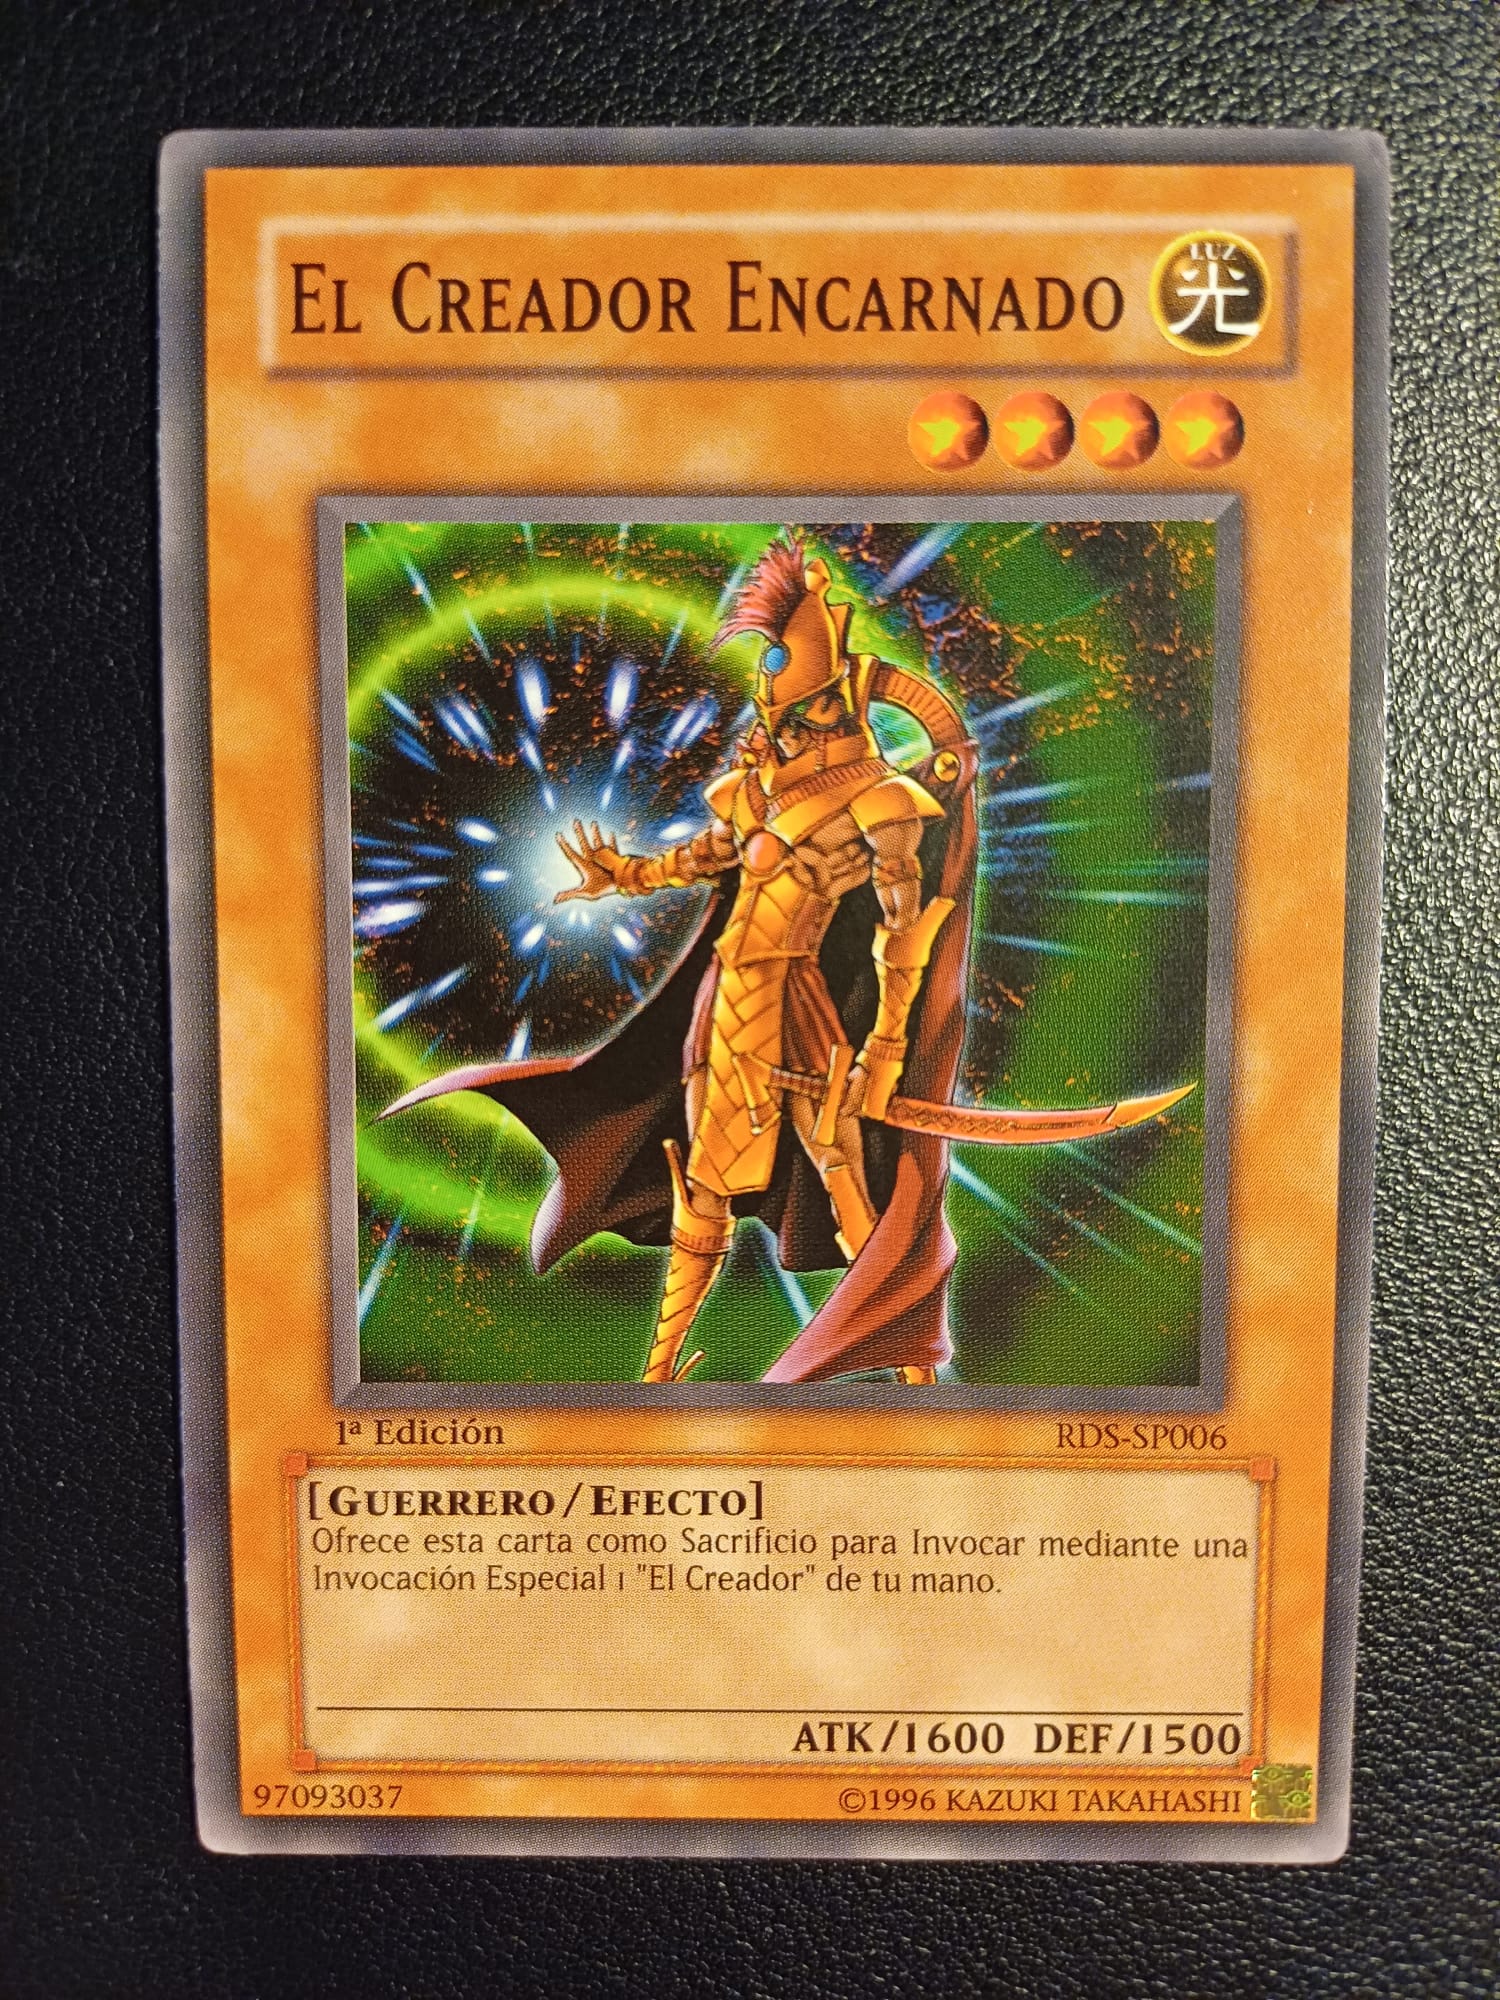 EL CREADOR ENCARNADO
LUZ
光
1ª Edición
RDS-SP006
[GUERRERO/EFECTO]
Ofrece esta carta como Sacrificio para Invocar mediante una
Invocación Especial 1 "El Creador" de tu mano.
ATK/1600 DEF/1500
97093037
©1996 KAZUKI TAKAHASHI